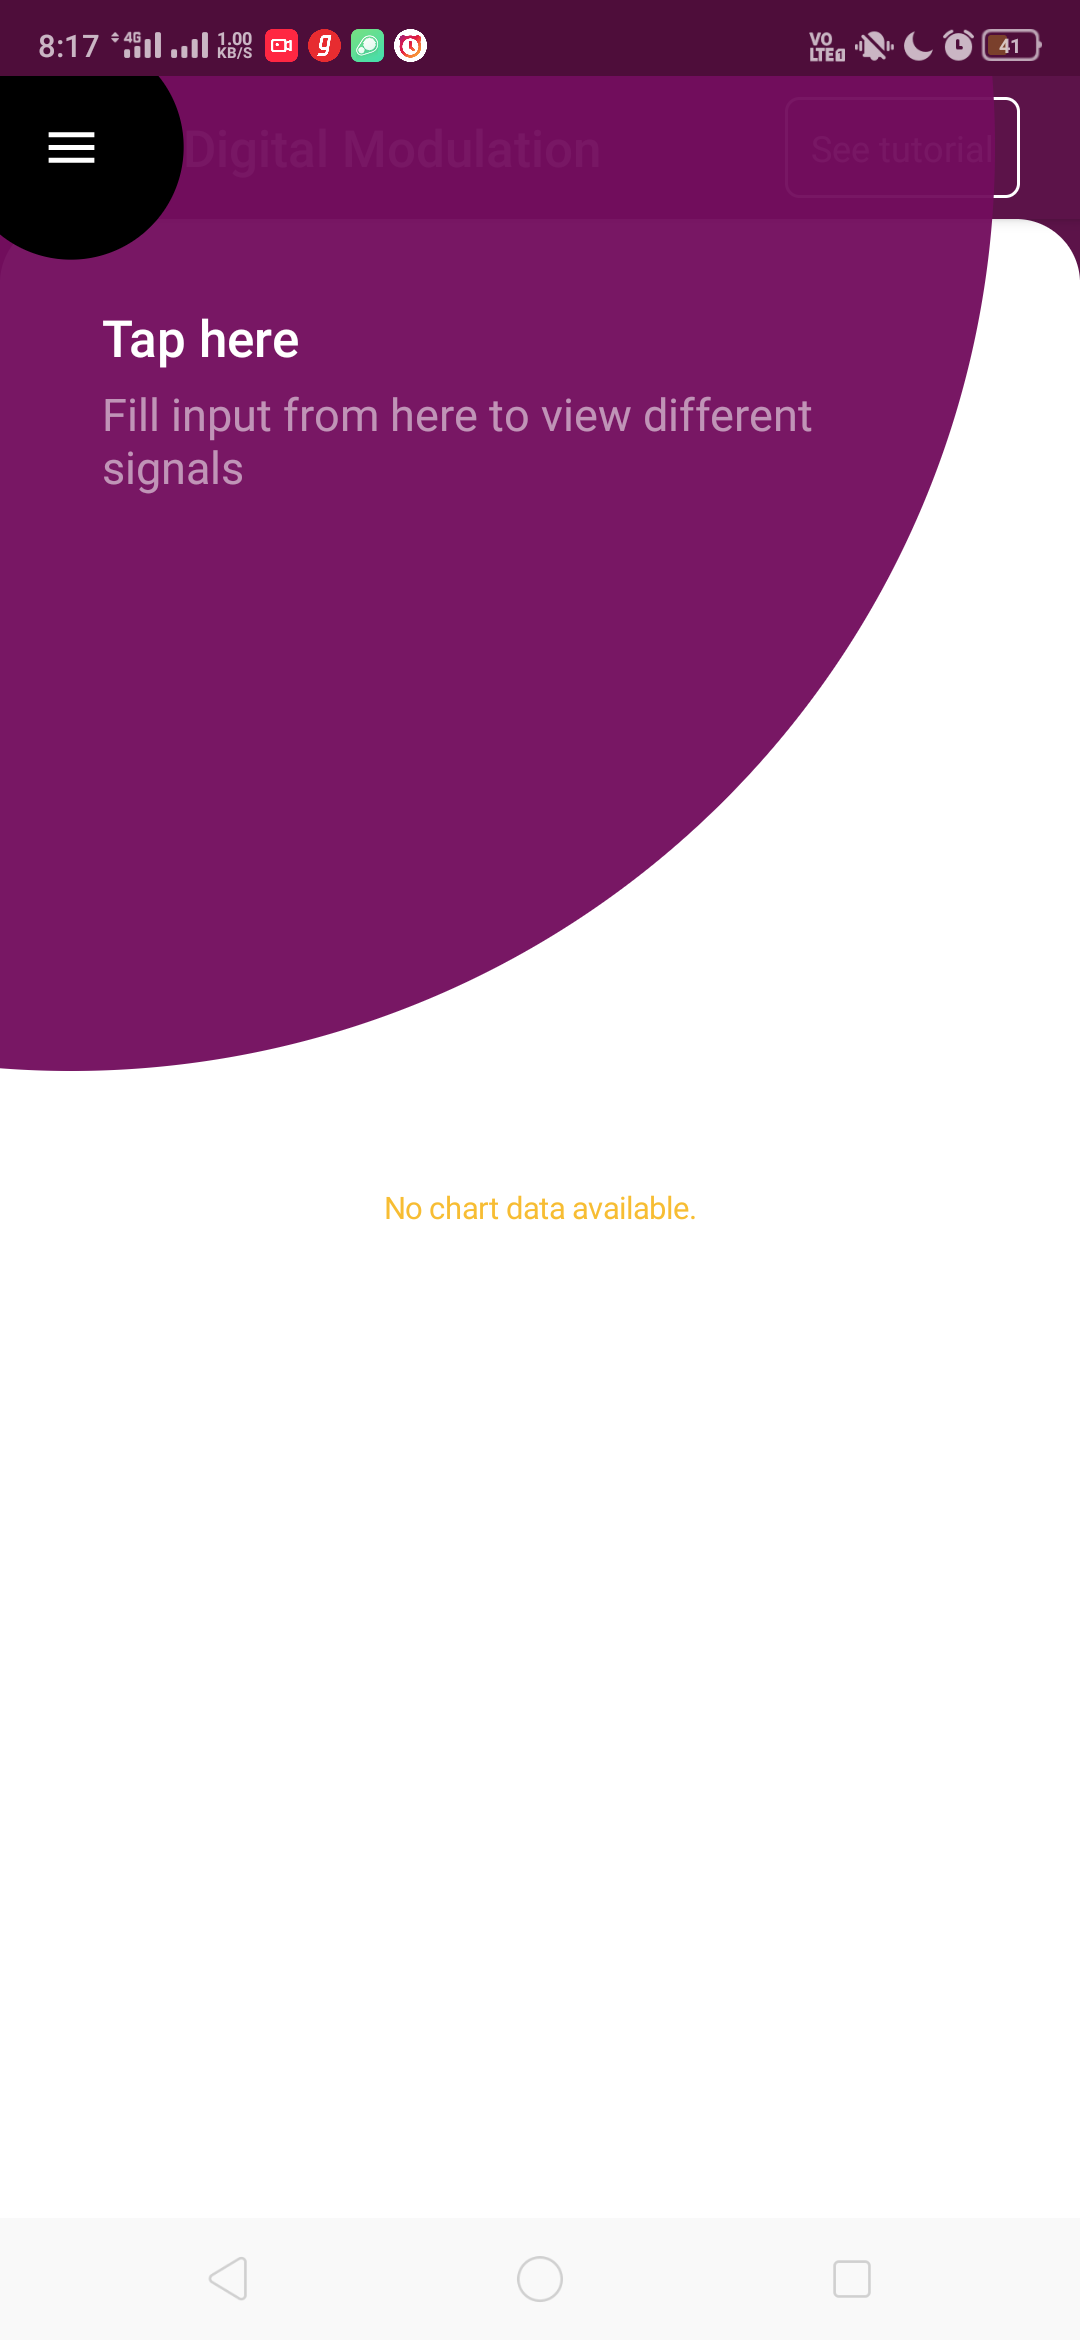 8:17 4G 1.00 KB/S VO LTE1 41
Digital Modulation See tutorial
Tap here
Fill input from here to view different
signals
No chart data available.